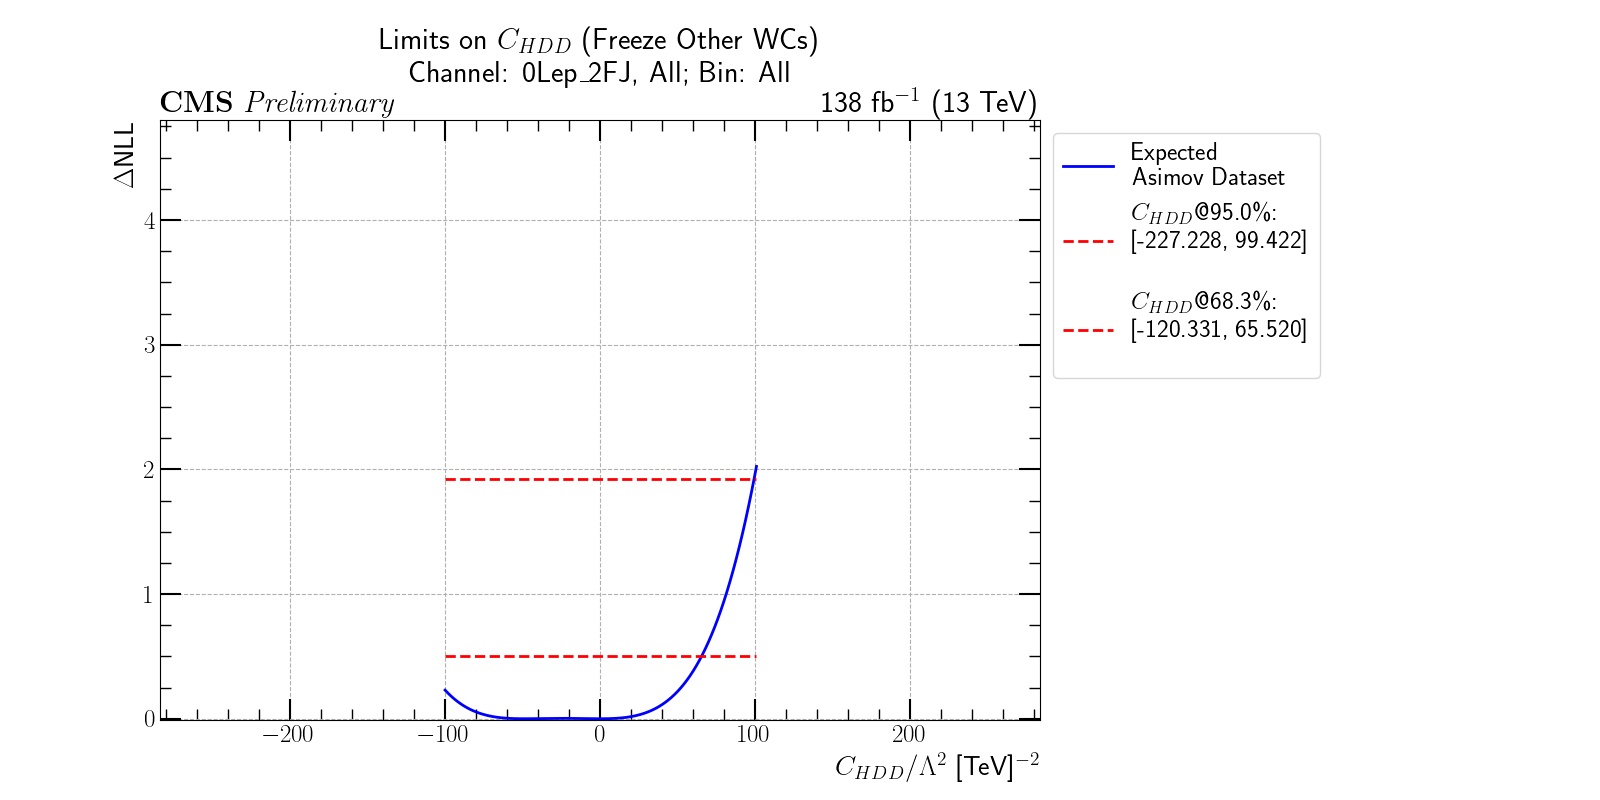 Limits on C_HDD (Freeze Other WCs)
Channel: 0Lep_2FJ, All; Bin: All
CMS Preliminary
138 fb⁻¹ (13 TeV)
ΔNLL
4
3
2
1
0
−200
−100
0
100
200
C_HDD/Λ² [TeV]⁻²
Expected
Asimov Dataset
C_HDD@95.0%:
[-227.228, 99.422]
C_HDD@68.3%:
[-120.331, 65.520]